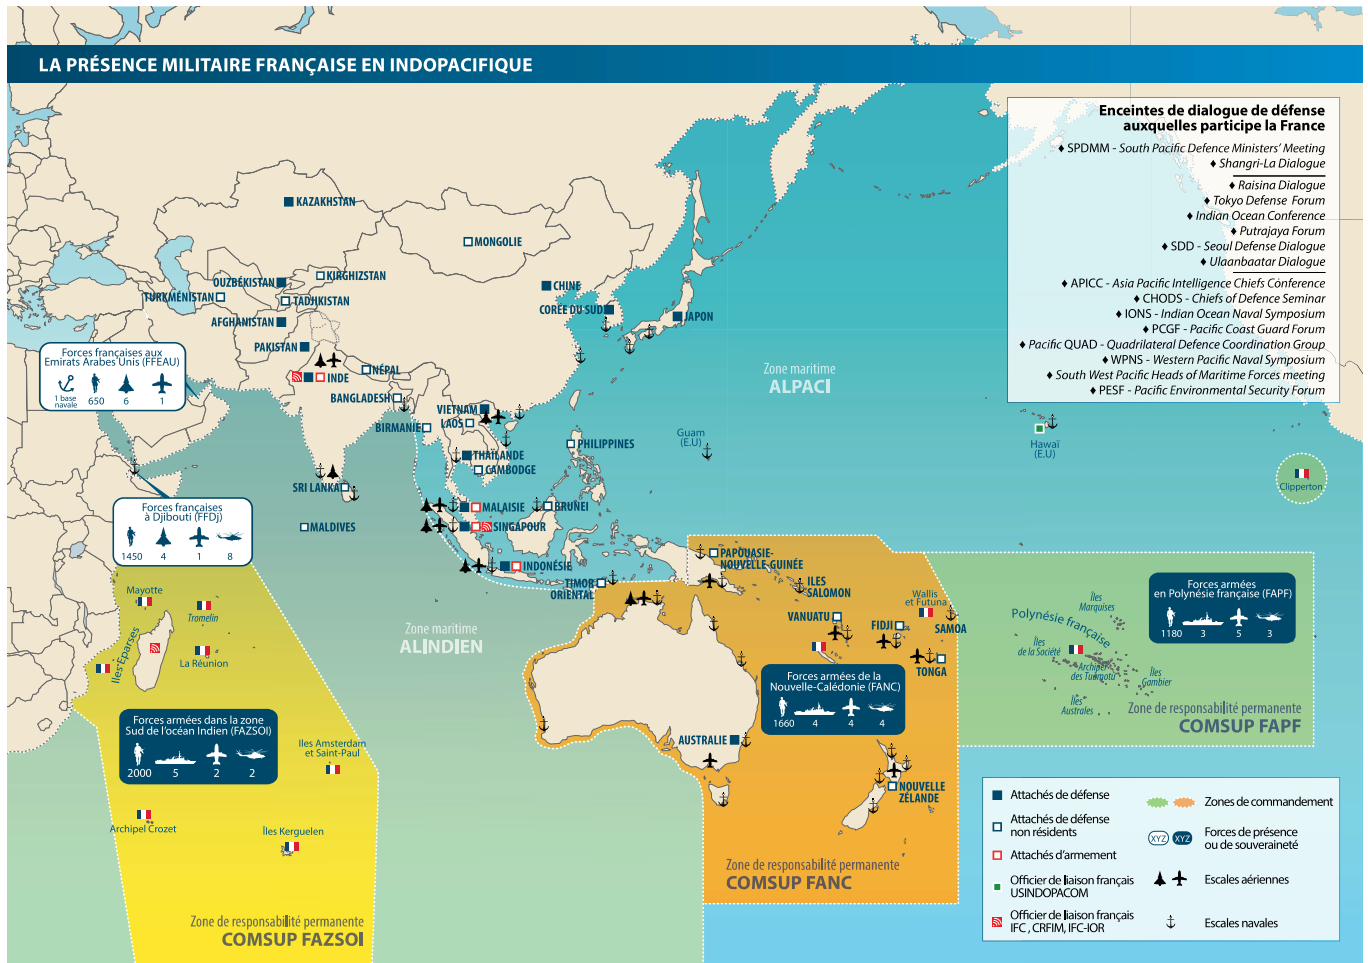 LA PRÉSENCE MILITAIRE FRANÇAISE EN INDOPACIFIQUE
Enceintes de dialogue de défense
auxquelles participe la France
♦ SPDMM - South Pacific Defence Ministers' Meeting
♦ Shangri-La Dialogue
♦ Raisina Dialogue
♦ Tokyo Defense Forum
♦ Indian Ocean Conference
♦ Putrajaya Forum
♦ SDD - Seoul Defense Dialogue
♦ Ulaanbaatar Dialogue
♦ APICC - Asia Pacific Intelligence Chiefs Conference
♦ CHODS - Chiefs of Defence Seminar
♦ IONS - Indian Ocean Naval Symposium
♦ PCGF - Pacific Coast Guard Forum
♦ Pacific QUAD - Quadrilateral Defence Coordination Group
♦ WPNS - Western Pacific Naval Symposium
♦ South West Pacific Heads of Maritime Forces meeting
♦ PESF - Pacific Environmental Security Forum
KAZAKHSTAN
MONGOLIE
OUZBÉKISTAN
KIRGHIZSTAN
TURKMÉNISTAN
TADJIKISTAN
AFGHANISTAN
PAKISTAN
CHINE
CORÉE DU SUD
JAPON
Forces françaises aux
Emirats Arabes Unis (FFEAU)
1 base
navale
650
6
1
INDE
NÉPAL
BANGLADESH
BIRMANIE
VIETNAM
LAOS
THAÏLANDE
CAMBODGE
PHILIPPINES
Zone maritime
ALPACI
Guam
(E.U)
Hawaï
(E.U)
Clipperton
SRI LANKA
MALDIVES
MALAISIE
BRUNEI
SINGAPOUR
INDONÉSIE
TIMOR
ORIENTAL
Forces françaises
à Djibouti (FFDj)
1450
4
1
8
PAPOUASIE-
NOUVELLE-GUINÉE
ILES
SALOMON
VANUATU
FIDJI
Wallis
et Futuna
SAMOA
TONGA
Mayotte
Tromelin
La Réunion
Iles Eparses
Zone maritime
ALINDIEN
Forces armées dans la zone
Sud de l'océan Indien (FAZSOI)
2000
5
2
2
Iles Amsterdam
et Saint-Paul
Archipel Crozet
Îles Kerguelen
Zone de responsabilité permanente
COMSUP FAZSOI
Forces armées de la
Nouvelle-Calédonie (FANC)
1660
4
4
4
AUSTRALIE
NOUVELLE
ZÉLANDE
Zone de responsabilité permanente
COMSUP FANC
Forces armées
en Polynésie française (FAPF)
1180
3
5
3
Polynésie française
Îles
Marquises
Îles
de la Société
Archipel
des Tuamotu
Îles
Gambier
Îles
Australes
Zone de responsabilité permanente
COMSUP FAPF
Attachés de défense
Attachés de défense
non résidents
Attachés d'armement
Officier de liaison français
USINDOPACOM
Officier de liaison français
IFC , CRFIM, IFC-IOR
Zones de commandement
XYZ
XYZ
Forces de présence
ou de souveraineté
Escales aériennes
Escales navales